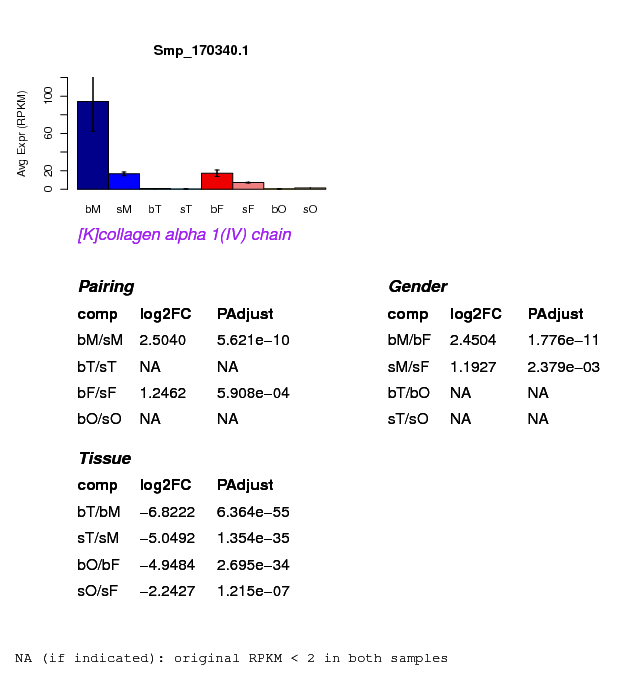 Smp_170340.1
Avg Expr (RPKM)
0 20 60 100
bM sM bT sT bF sF bO sO
[K]collagen alpha 1(IV) chain
Pairing
comp log2FC PAdjust
bM/sM 2.5040 5.621e−10
bT/sT NA NA
bF/sF 1.2462 5.908e−04
bO/sO NA NA
Gender
comp log2FC PAdjust
bM/bF 2.4504 1.776e−11
sM/sF 1.1927 2.379e−03
bT/bO NA NA
sT/sO NA NA
Tissue
comp log2FC PAdjust
bT/bM −6.8222 6.364e−55
sT/sM −5.0492 1.354e−35
bO/bF −4.9484 2.695e−34
sO/sF −2.2427 1.215e−07
NA (if indicated): original RPKM < 2 in both samples